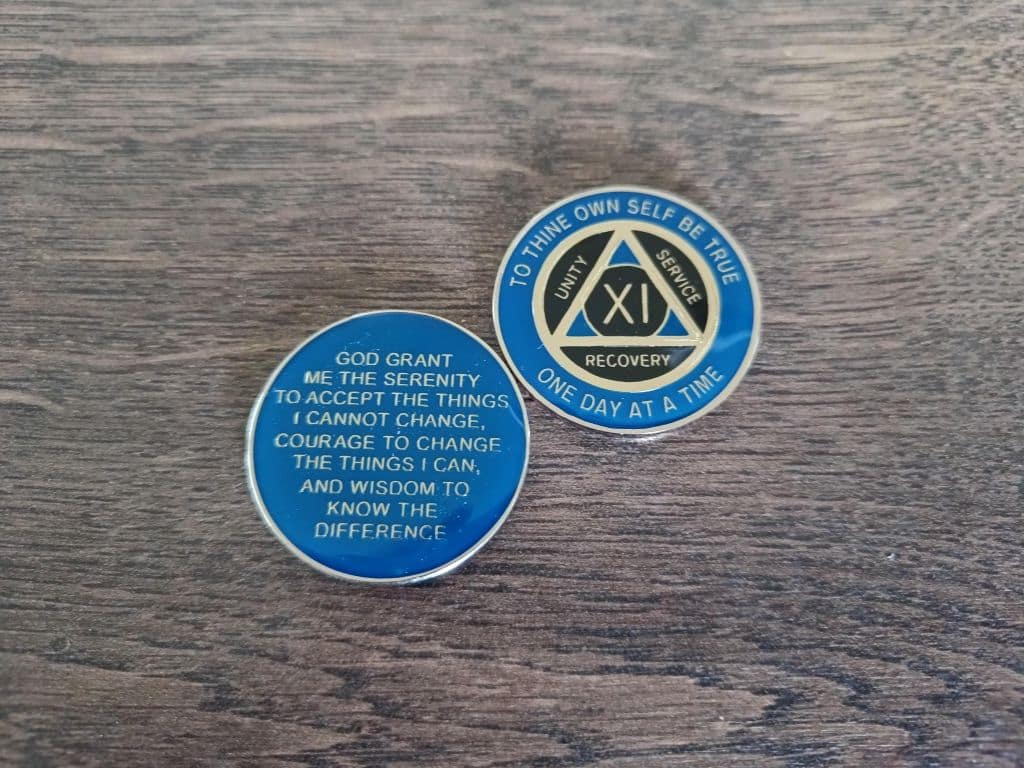 GOD GRANT
ME THE SERENITY
TO ACCEPT THE THINGS
I CANNOT CHANGE,
COURAGE TO CHANGE
THE THINGS I CAN,
AND WISDOM TO
KNOW THE
DIFFERENCE
TO THINE OWN SELF BE TRUE
UNITY
SERVICE
XI
RECOVERY
ONE DAY AT A TIME